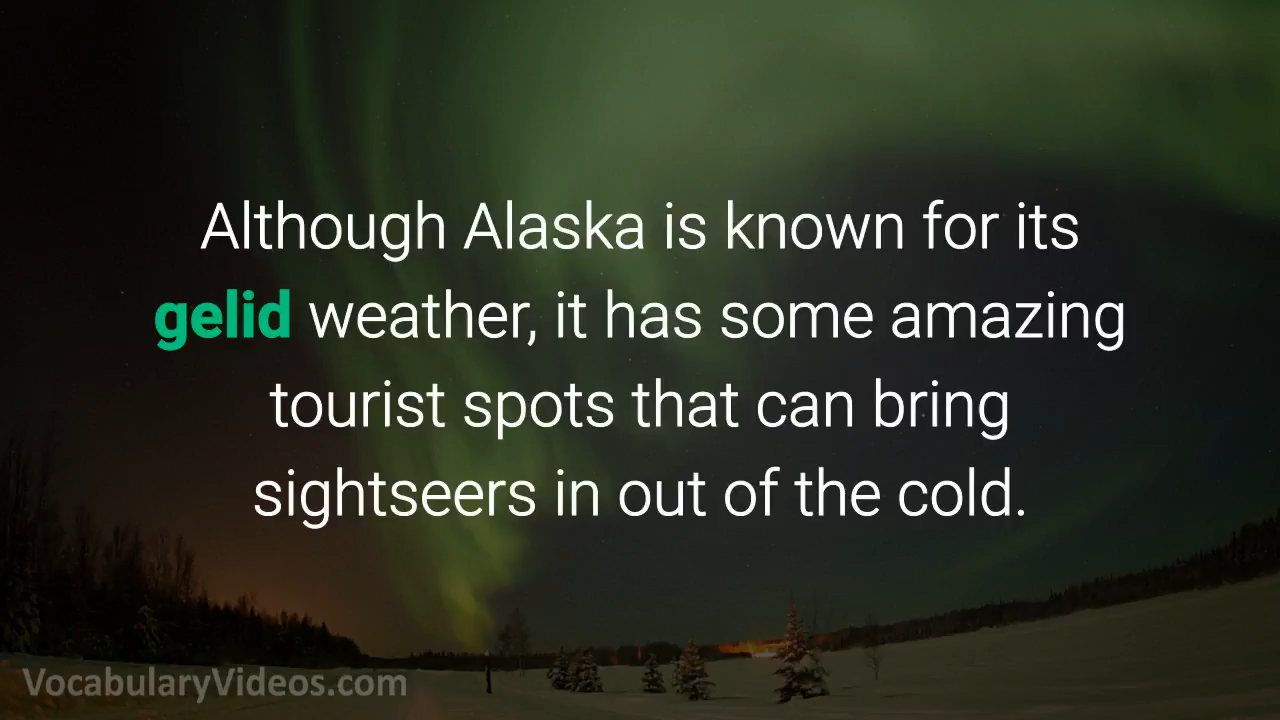 Although Alaska is known for its
gelid weather, it has some amazing
tourist spots that can bring
sightseers in out of the cold.
VocabularyVideos.com